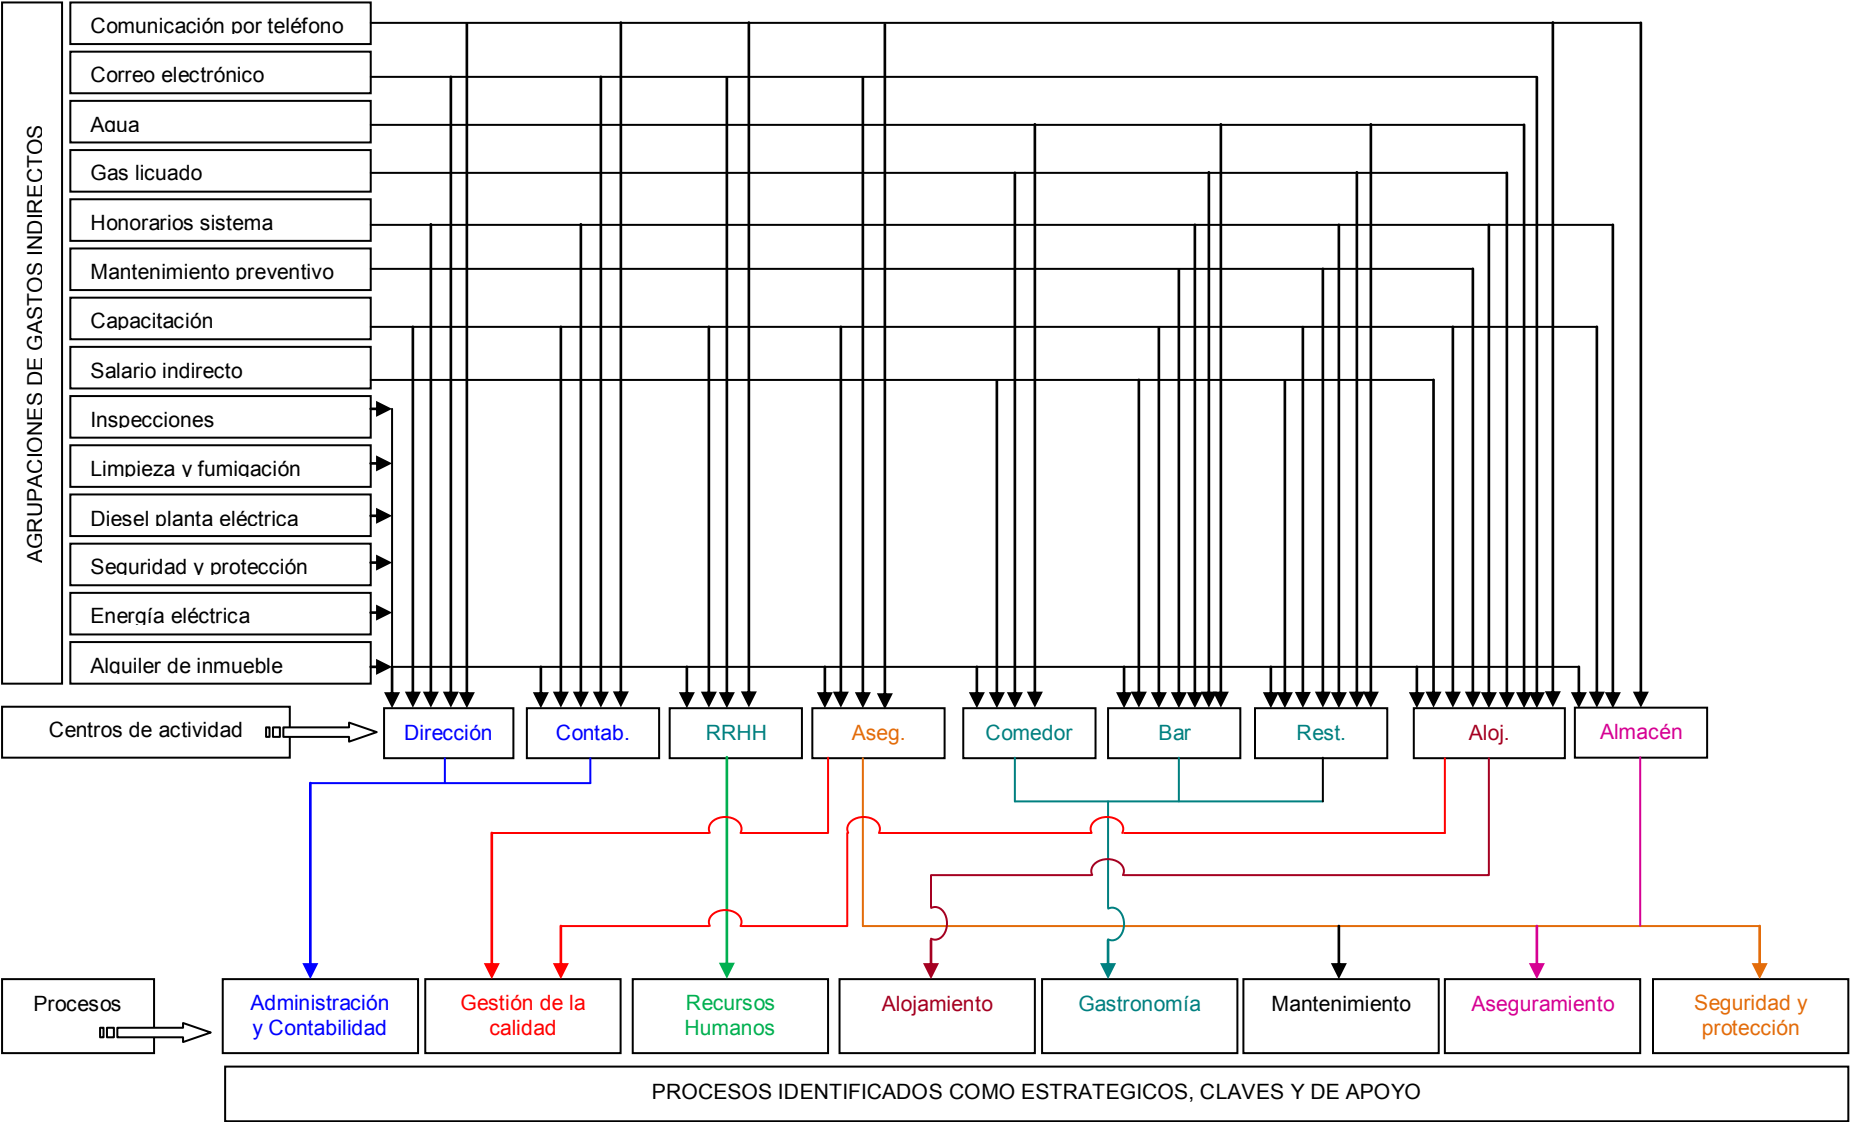 AGRUPACIONES DE GASTOS INDIRECTOS
Comunicación por teléfono
Correo electrónico
Agua
Gas licuado
Honorarios sistema
Mantenimiento preventivo
Capacitación
Salario indirecto
Inspecciones
Limpieza y fumigación
Diesel planta eléctrica
Seguridad y protección
Energía eléctrica
Alquiler de inmueble
Centros de actividad
Dirección
Contab.
RRHH
Aseg.
Comedor
Bar
Rest.
Aloj.
Almacén
Procesos
Administración
y Contabilidad
Gestión de la
calidad
Recursos
Humanos
Alojamiento
Gastronomía
Mantenimiento
Aseguramiento
Seguridad y
protección
PROCESOS IDENTIFICADOS COMO ESTRATEGICOS, CLAVES Y DE APOYO